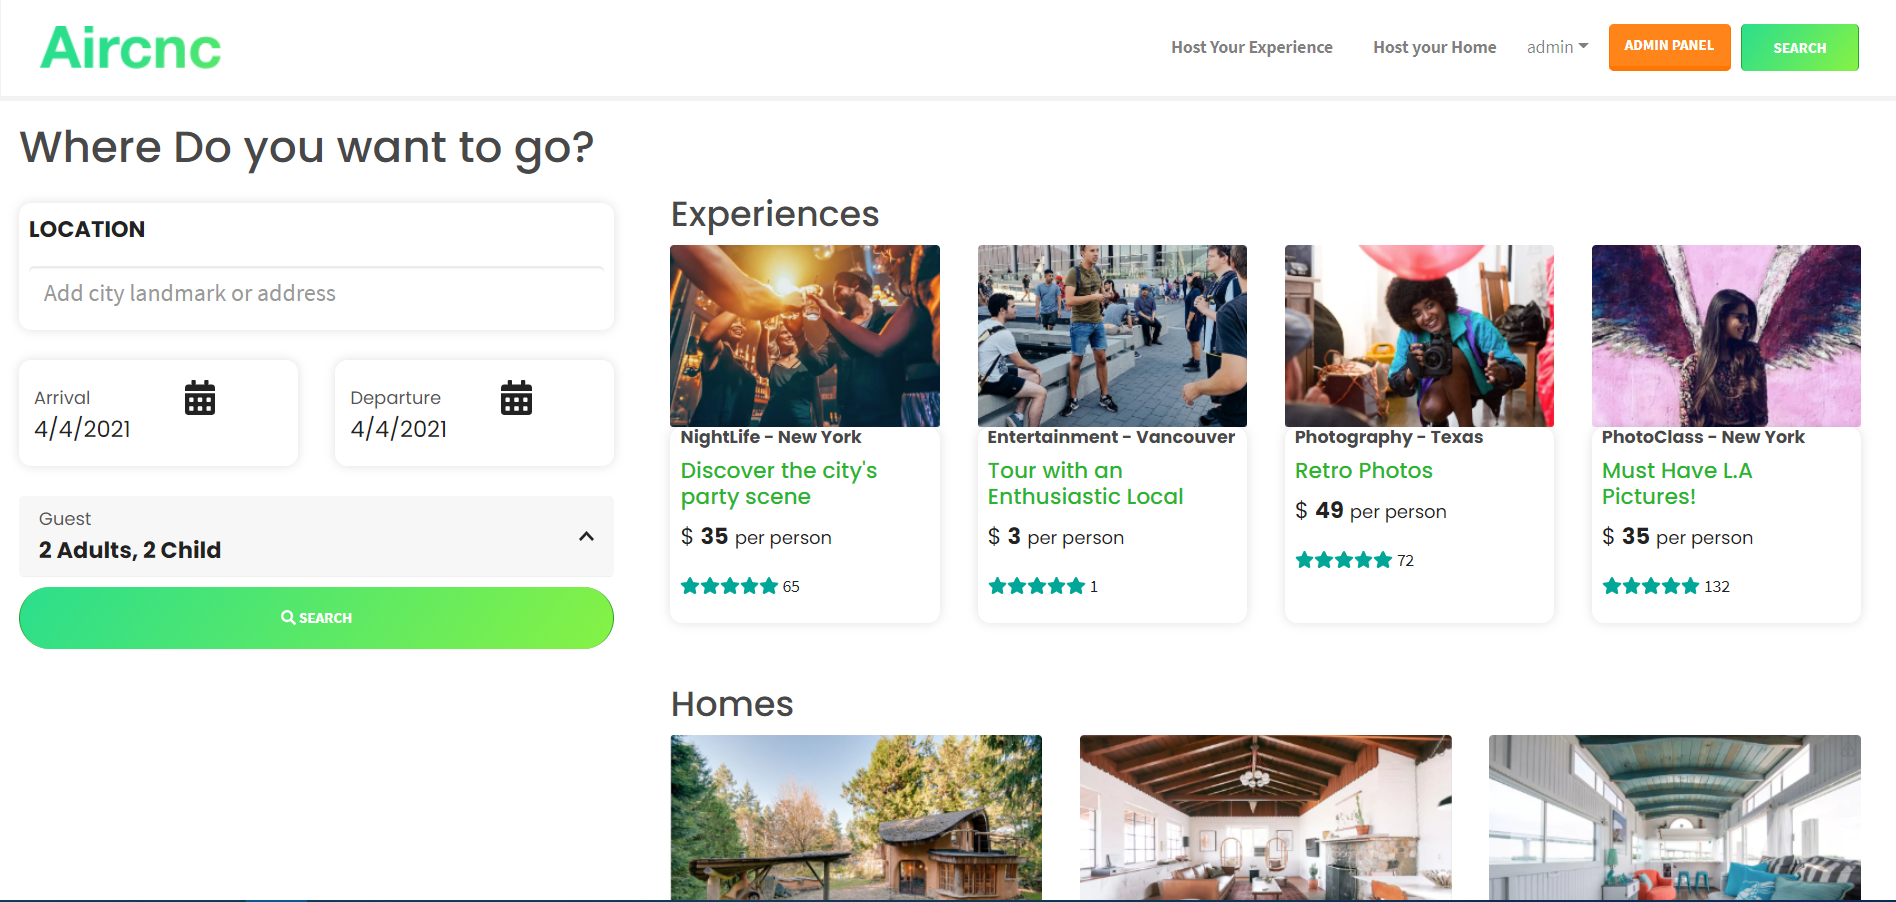 Aircnc
Host Your Experience
Host your Home
admin
ADMIN PANEL
SEARCH
Where Do you want to go?
LOCATION
Add city landmark or address
Arrival
4/4/2021
Departure
4/4/2021
Guest
2 Adults, 2 Child
SEARCH
Experiences
NightLife - New York
Discover the city's
party scene
$ 35 per person
65
Entertainment - Vancouver
Tour with an
Enthusiastic Local
$ 3 per person
1
Photography - Texas
Retro Photos
$ 49 per person
72
PhotoClass - New York
Must Have L.A
Pictures!
$ 35 per person
132
Homes